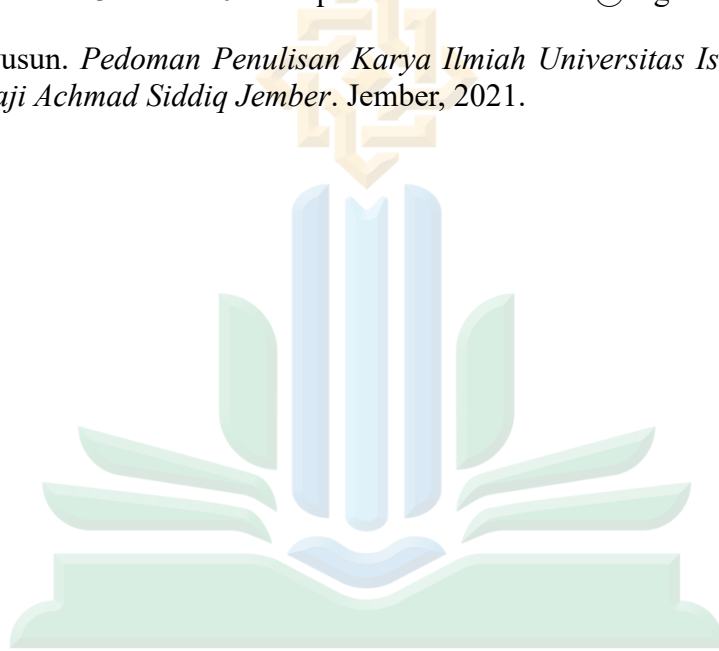 usun. Pedoman Penulisan Karya Ilmiah Universitas Is
aji Achmad Siddiq Jember. Jember, 2021.